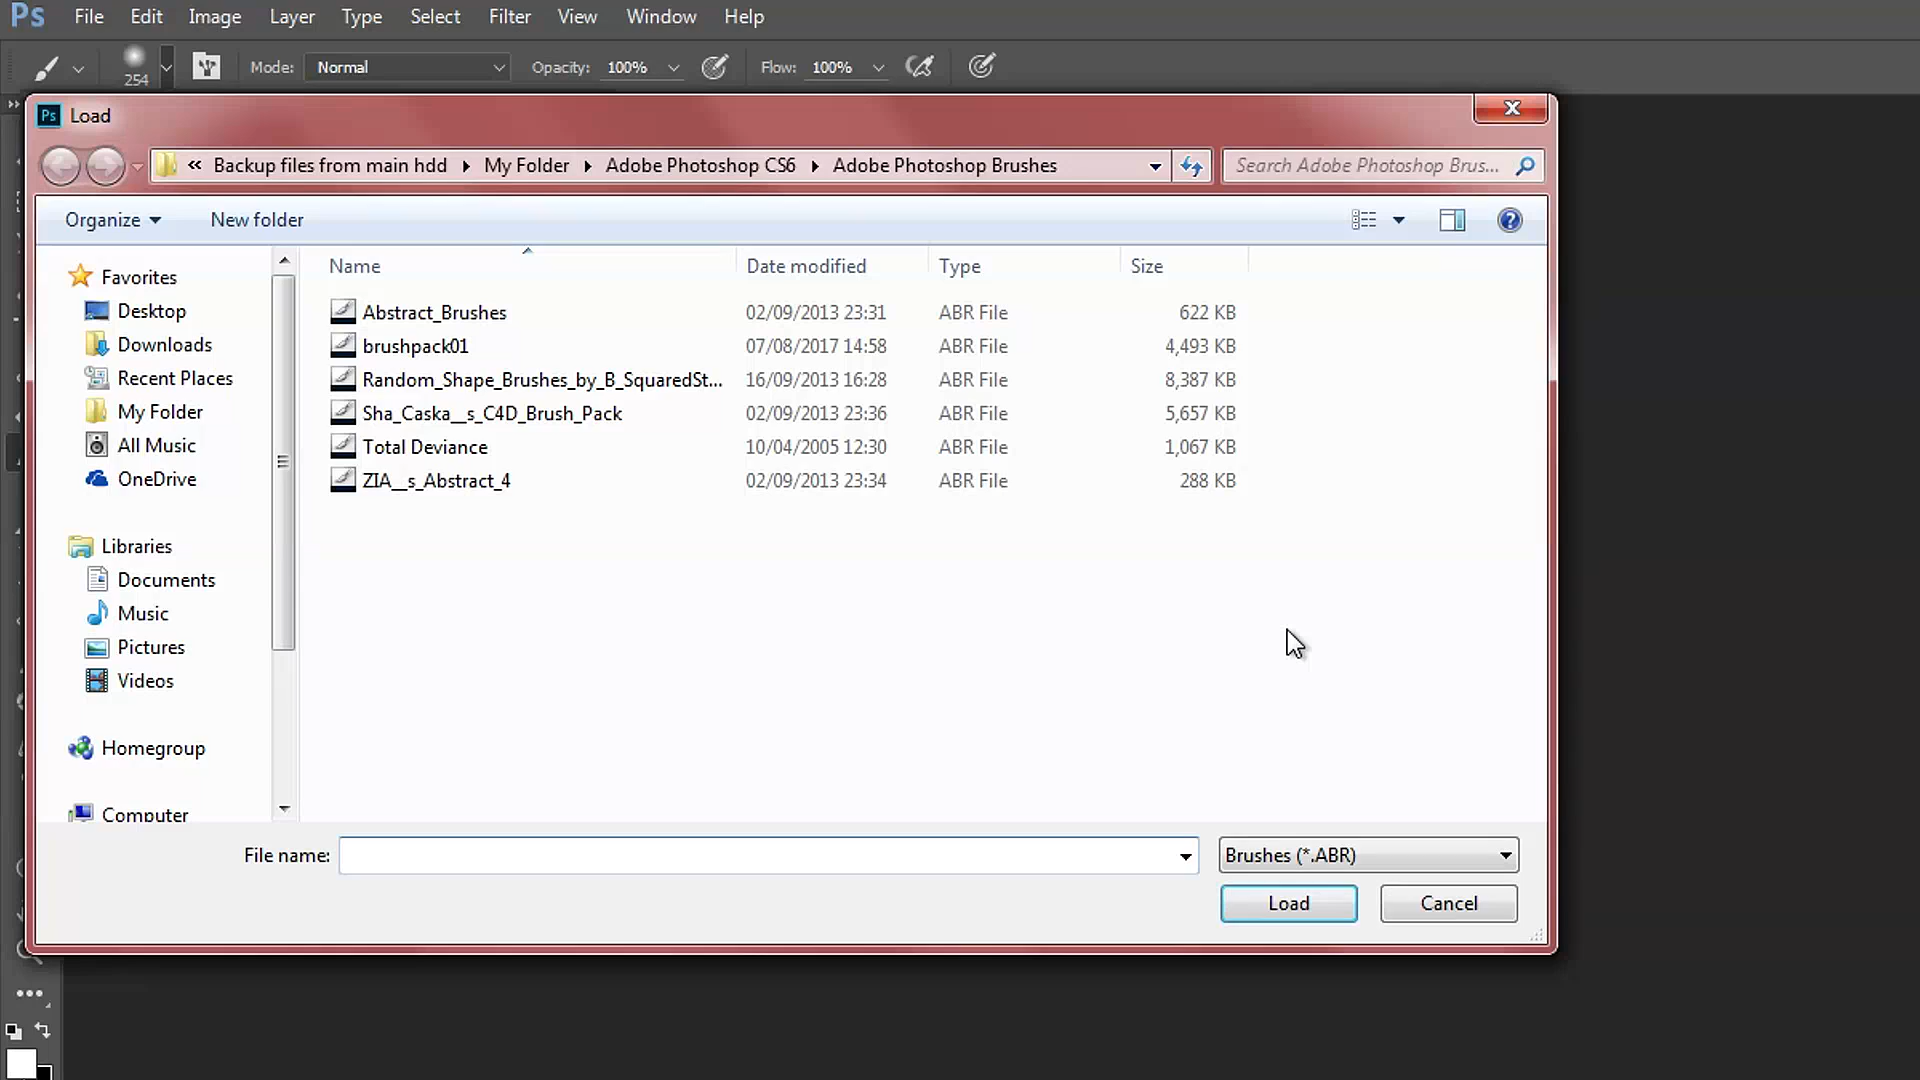 Ps File Edit Image Layer Type Select Filter View Window Help
254 Mode: Normal Opacity: 100% Flow: 100%
Ps Load
« Backup files from main hdd My Folder Adobe Photoshop CS6 Adobe Photoshop Brushes Search Adobe Photoshop Brus...
Organize New folder
Name Date modified Type Size
Favorites
Desktop
Downloads
Recent Places
My Folder
All Music
OneDrive
Libraries
Documents
Music
Pictures
Videos
Homegroup
Computer
Abstract_Brushes 02/09/2013 23:31 ABR File 622 KB
brushpack01 07/08/2017 14:58 ABR File 4,493 KB
Random_Shape_Brushes_by_B_SquaredSt... 16/09/2013 16:28 ABR File 8,387 KB
Sha_Caska__s_C4D_Brush_Pack 02/09/2013 23:36 ABR File 5,657 KB
Total Deviance 10/04/2005 12:30 ABR File 1,067 KB
ZIA__s_Abstract_4 02/09/2013 23:34 ABR File 288 KB
File name: Brushes (*.ABR)
Load Cancel